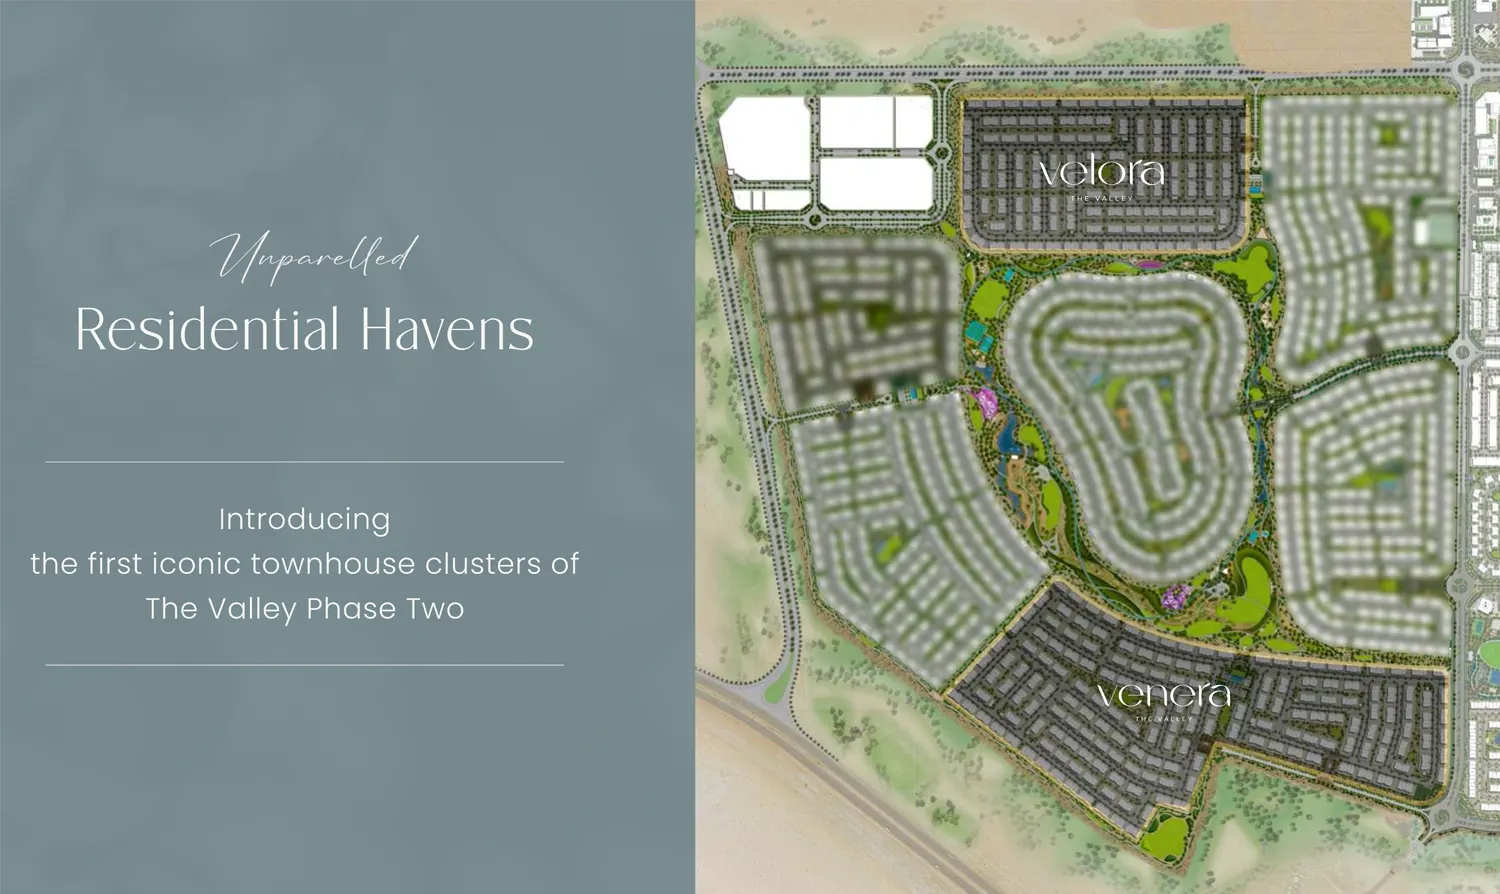 Unparelled
Residential Havens
Introducing
the first iconic townhouse clusters of
The Valley Phase Two
velora
THE VALLEY
venera
THE VALLEY